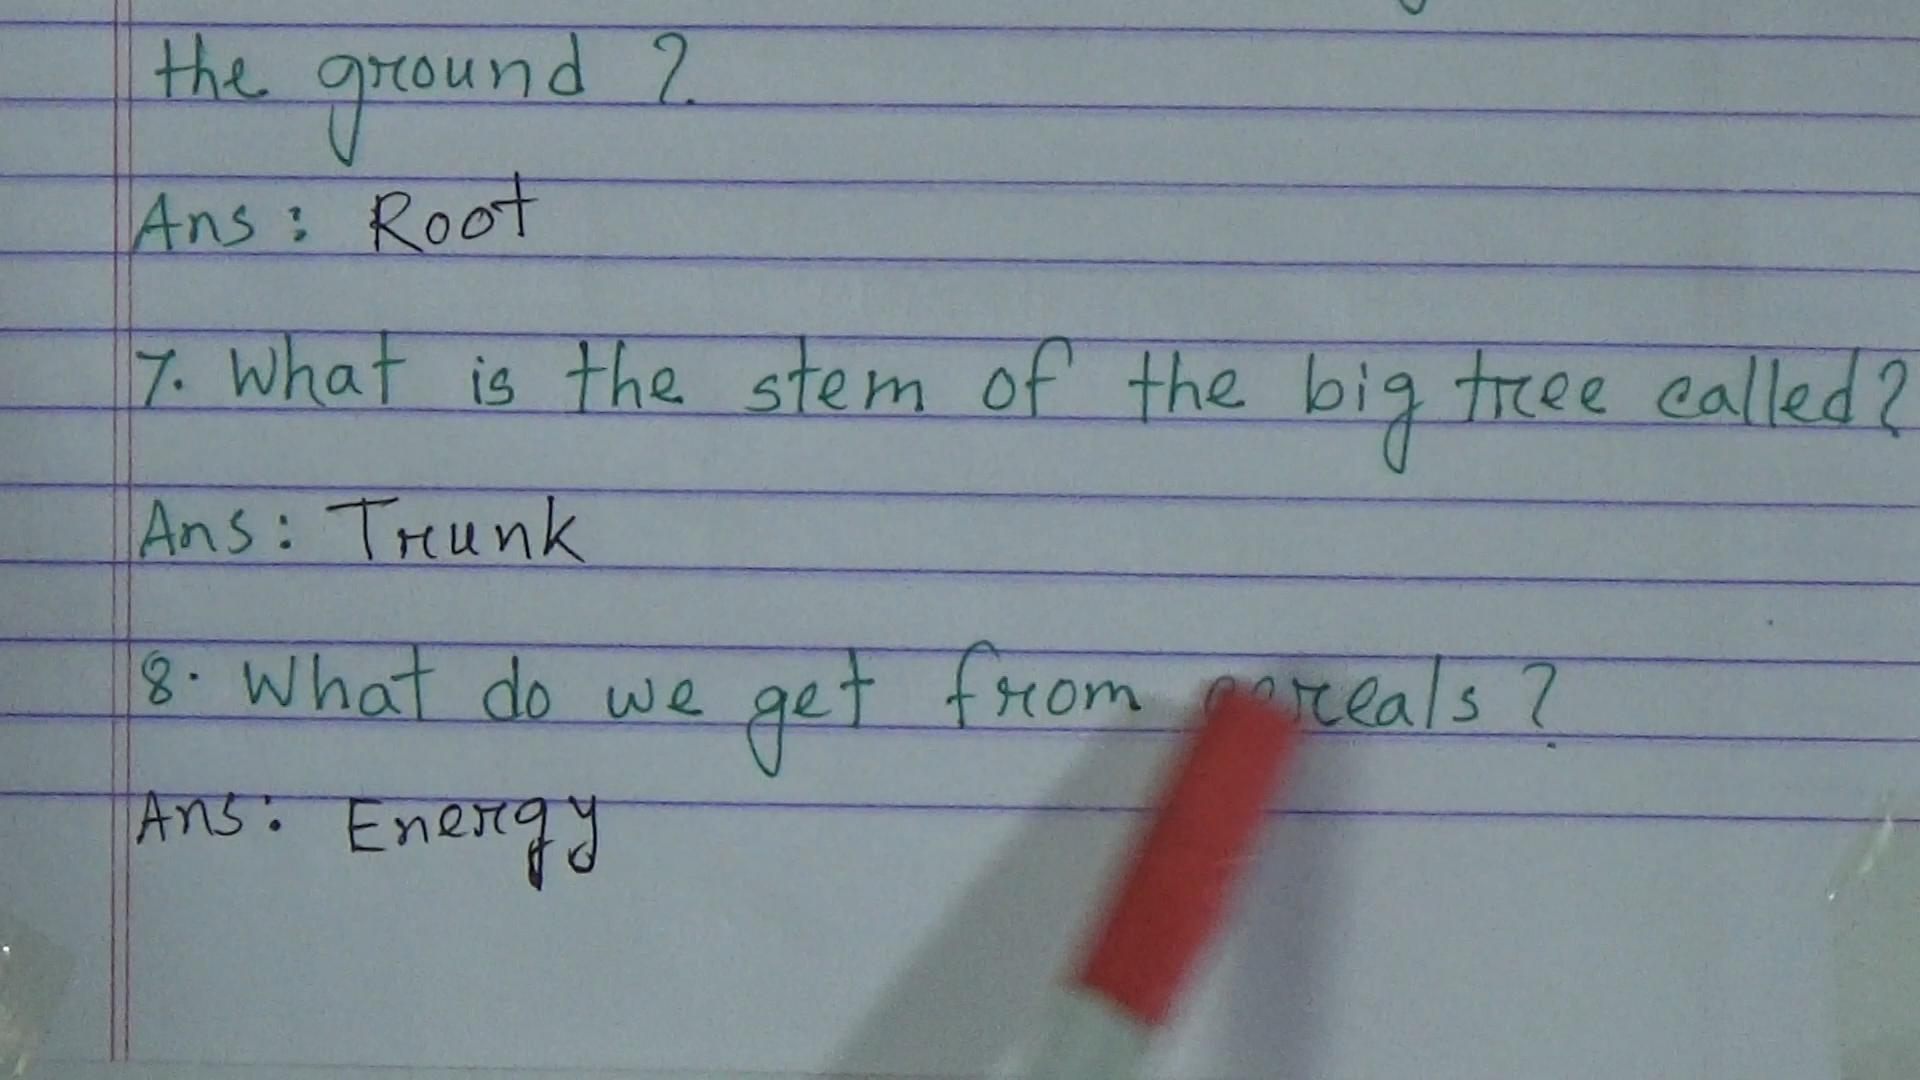 the ground ?
Ans : Root
7. What is the stem of the big tree called?
Ans : Trunk
8. What do we get from cereals ?
Ans : Energy